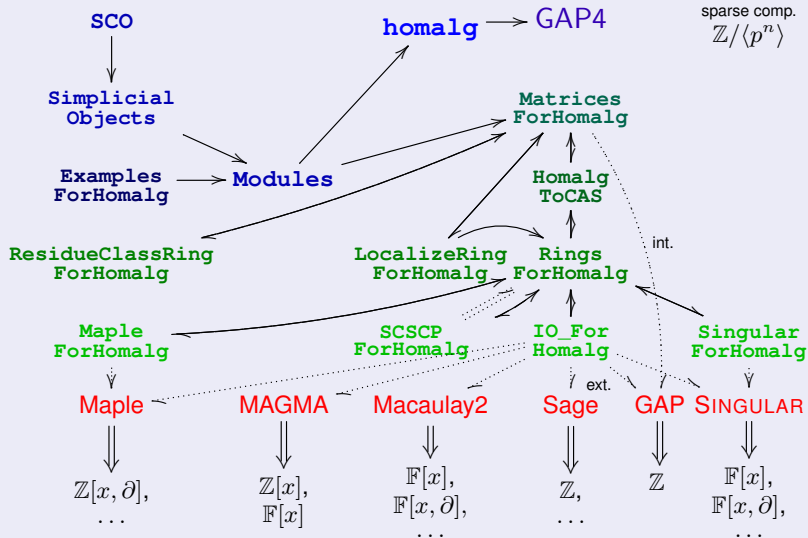 SCO
homalg
GAP4
sparse comp.
ℤ/⟨pⁿ⟩
Simplicial
Objects
Matrices
ForHomalg
Examples
ForHomalg
Modules
Homalg
ToCAS
int.
ResidueClassRing
ForHomalg
LocalizeRing
ForHomalg
Rings
ForHomalg
Maple
ForHomalg
SCSCP
ForHomalg
IO_For
Homalg
Singular
ForHomalg
ext.
Maple
MAGMA
Macaulay2
Sage
GAP
SINGULAR
ℤ[x, ∂],
...
ℤ[x],
𝔽[x]
𝔽[x],
𝔽[x, ∂],
...
ℤ,
...
ℤ
𝔽[x],
𝔽[x, ∂],
...